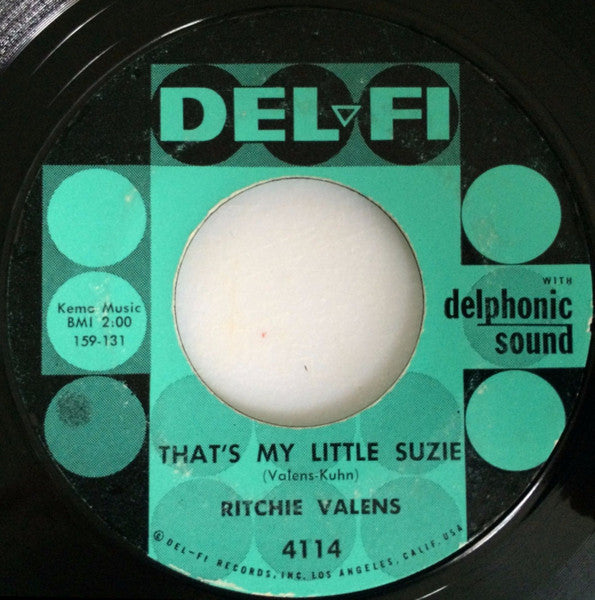 DEL-FI
Kemo Music
BMI 2:00
159-131
WITH
delphonic
sound
THAT'S MY LITTLE SUZIE
(Valens-Kuhn)
RITCHIE VALENS
4114
© DEL-FI RECORDS, INC. LOS ANGELES, CALIF. USA